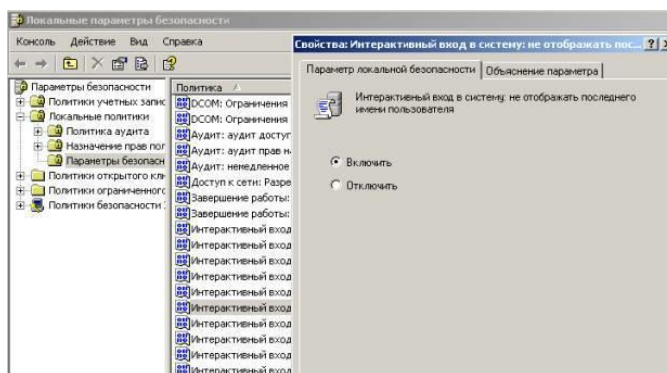 Локальные параметры безопасности
Консоль Действие Вид Справка
Параметры безопасности
Политики учетных запис
Локальные политики
Политика аудита
Назначение прав пол
Параметры безопасн
Политики открытого клн
Политики ограниченногс
Политики безопасности
Политика
DCOM: Ограничения
DCOM: Ограничения
Аудит: аудит доступ
Аудит: аудит прав н
Аудит: немедленное
Доступ к сети: Разре
Завершение работы:
Завершение работы:
Интерактивный вход
Интерактивный вход
Интерактивный вход
Интерактивный вход
Интерактивный вход
Интерактивный вход
Интерактивный вход
Интерактивный вход
Интерактивный вход
Интерактивный вход
Свойства: Интерактивный вход в систему: не отображать пос...
Параметр локальной безопасности Объяснение параметра
Интерактивный вход в систему: не отображать последнего
имени пользователя
Включить
Отключить